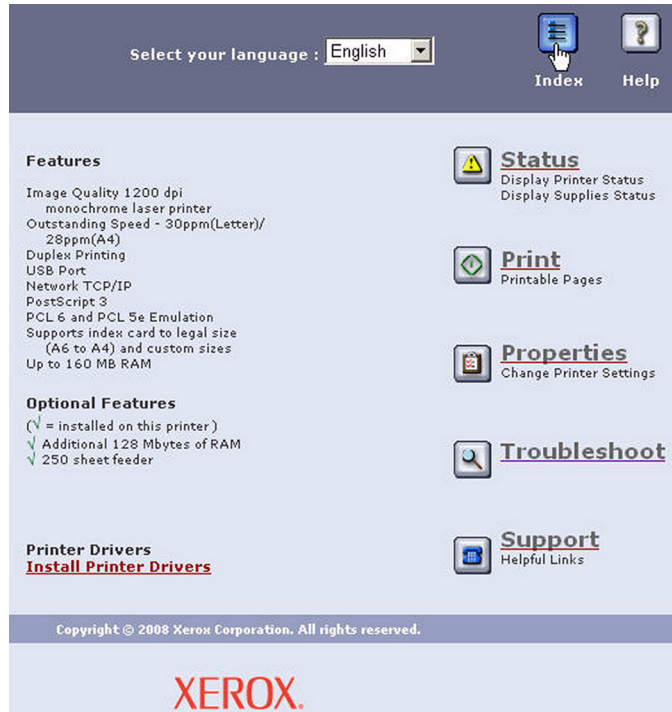 Select your language : English
Index
Help
Features
Image Quality 1200 dpi
monochrome laser printer
Outstanding Speed - 30ppm(Letter)/
28ppm(A4)
Duplex Printing
USB Port
Network TCP/IP
PostScript 3
PCL 6 and PCL 5e Emulation
Supports index card to legal size
(A6 to A4) and custom sizes
Up to 160 MB RAM
Optional Features
(√ = installed on this printer)
√ Additional 128 Mbytes of RAM
√ 250 sheet feeder
Printer Drivers
Install Printer Drivers
Status
Display Printer Status
Display Supplies Status
Print
Printable Pages
Properties
Change Printer Settings
Troubleshoot
Support
Helpful Links
Copyright © 2008 Xerox Corporation. All rights reserved.
XEROX.